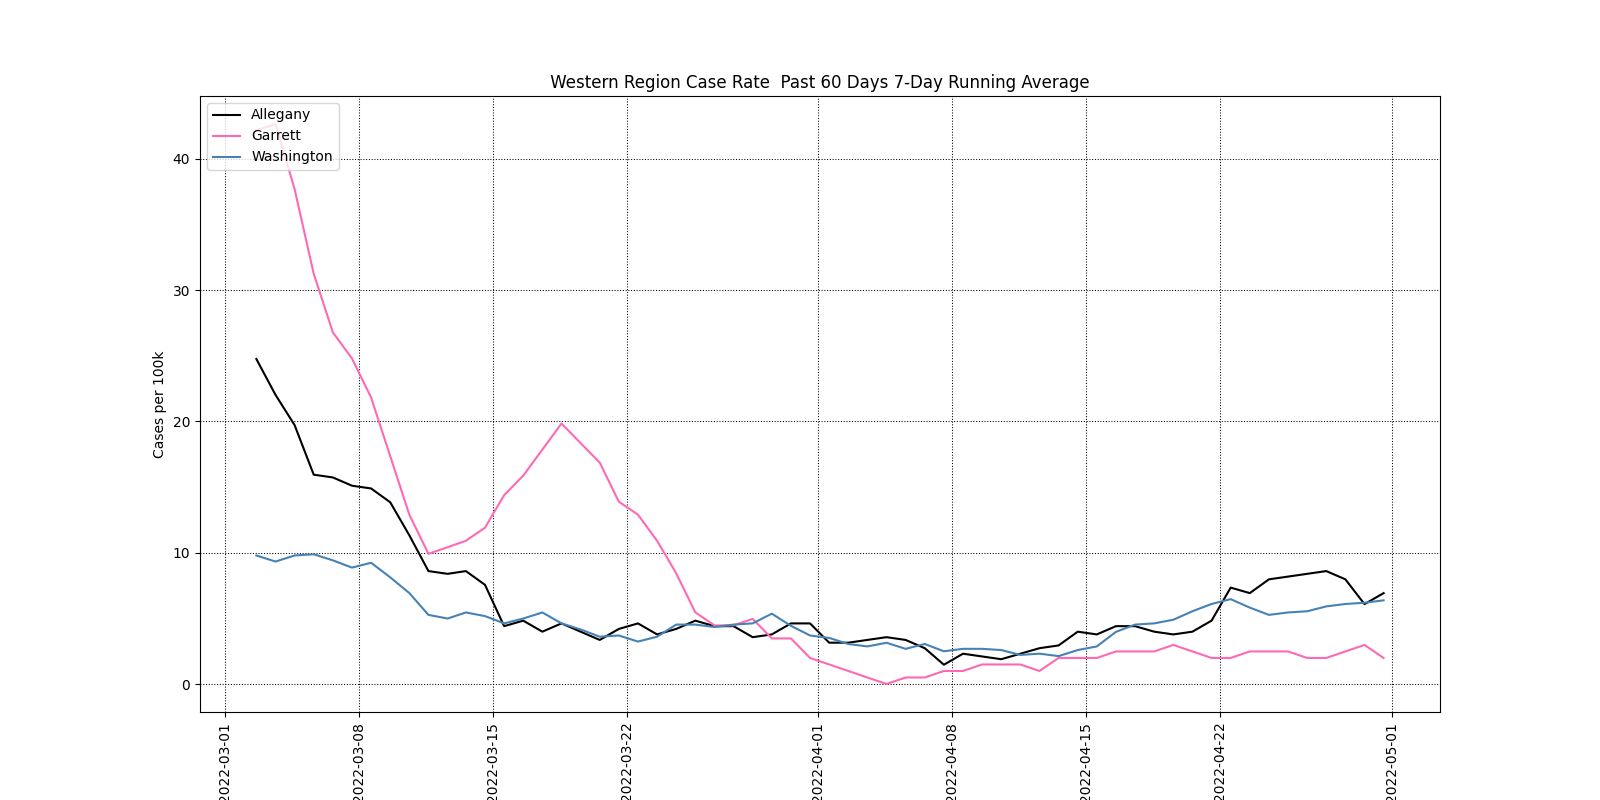 Western Region Case Rate  Past 60 Days 7-Day Running Average
Allegany
Garrett
Washington
Cases per 100k
40
30
20
10
0
2022-03-01
2022-03-08
2022-03-15
2022-03-22
2022-04-01
2022-04-08
2022-04-15
2022-04-22
2022-05-01